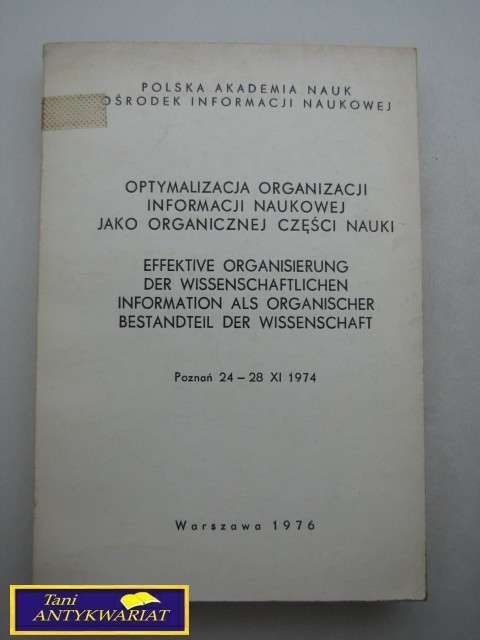 POLSKA AKADEMIA NAUK
OŚRODEK INFORMACJI NAUKOWEJ
OPTYMALIZACJA ORGANIZACJI
INFORMACJI NAUKOWEJ
JAKO ORGANICZNEJ CZĘŚCI NAUKI
EFFEKTIVE ORGANISIERUNG
DER WISSENSCHAFTLICHEN
INFORMATION ALS ORGANISCHER
BESTANDTEIL DER WISSENSCHAFT
Poznań 24 – 28 XI 1974
Warszawa 1976
Tani
ANTYKWARIAT